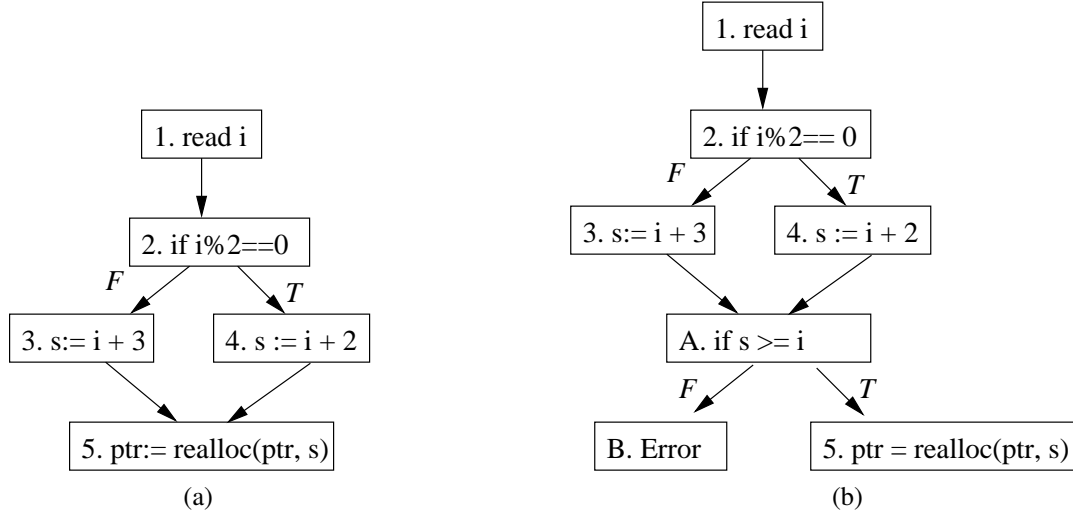 1. read i
2. if i%2==0
F
T
3. s:= i + 3
4. s := i + 2
5. ptr:= realloc(ptr, s)
(a)
1. read i
2. if i%2== 0
F
T
3. s:= i + 3
4. s := i + 2
A. if s >= i
F
T
B. Error
5. ptr = realloc(ptr, s)
(b)